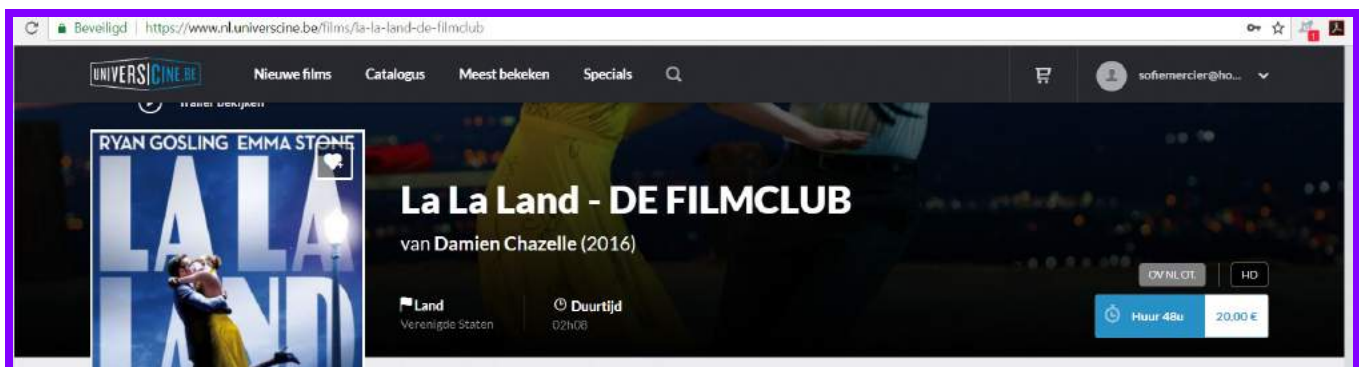 Beveiligd | https://www.nl.universcine.be/films/la-la-land-de-filmclub
UNIVERSCINE.BE Nieuwe films Catalogus Meest bekeken Specials sofiemercier@ho...
Trailer bekijken
RYAN GOSLING EMMA STONE
LA LA
LAND
La La Land - DE FILMCLUB
van Damien Chazelle (2016)
OV NL OT. HD
Land Duurtijd
Verenigde Staten 02h08
Huur 48u 20,00 €
1